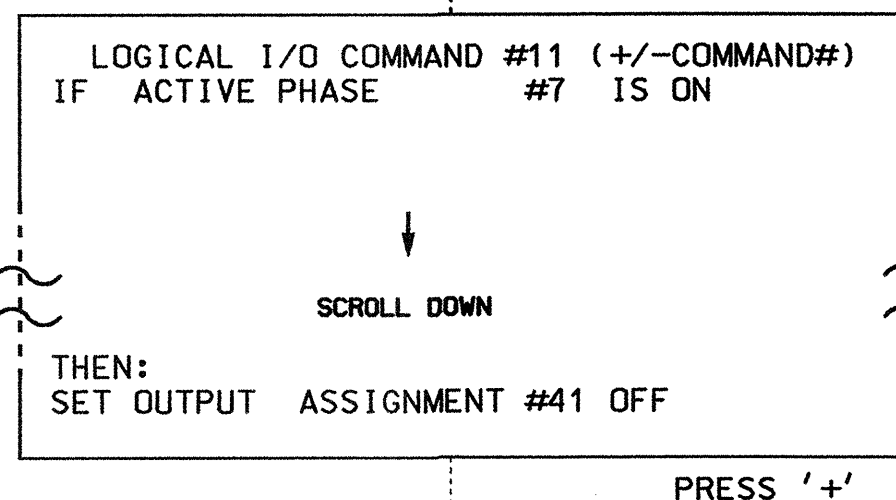 LOGICAL I/O COMMAND #11 (+/-COMMAND#)
IF ACTIVE PHASE #7 IS ON
SCROLL DOWN
THEN:
SET OUTPUT ASSIGNMENT #41 OFF
PRESS '+'